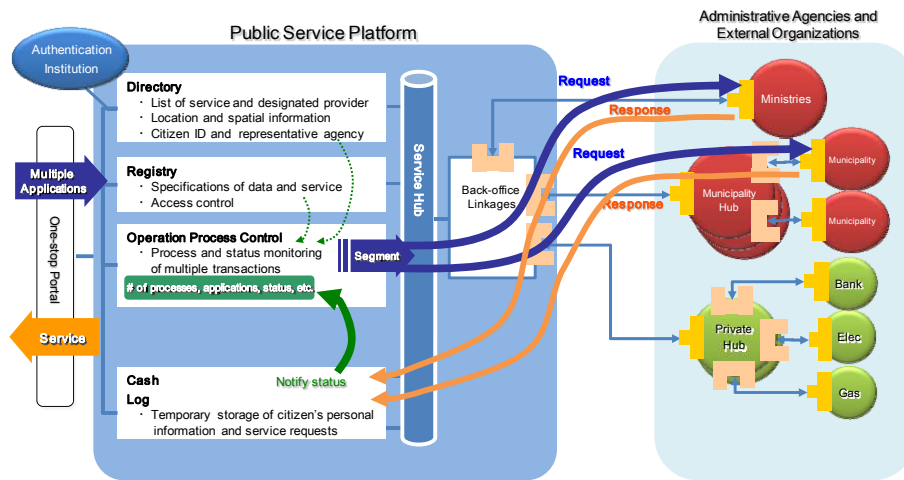 Public Service Platform
Administrative Agencies and
External Organizations
Authentication
Institution
Directory
・ List of service and designated provider
・ Location and spatial information
・ Citizen ID and representative agency
Registry
・ Specifications of data and service
・ Access control
Operation Process Control
・ Process and status monitoring
of multiple transactions
# of processes, applications, status, etc.
Cash
Log
・ Temporary storage of citizen's personal
information and service requests
Notify status
Multiple
Applications
One-stop Portal
Service
Segment
Service Hub
Back-office
Linkages
Request
Response
Request
Response
Ministries
Municipality
Hub
Municipality
Municipality
Private
Hub
Bank
Elec
Gas